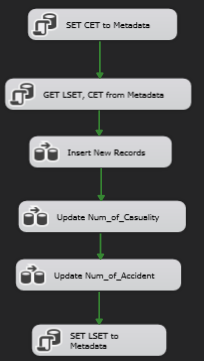 SET CET to Metadata
GET LSET, CET from Metadata
Insert New Records
Update Num_of_Casuality
Update Num_of_Accident
SET LSET to
Metadata